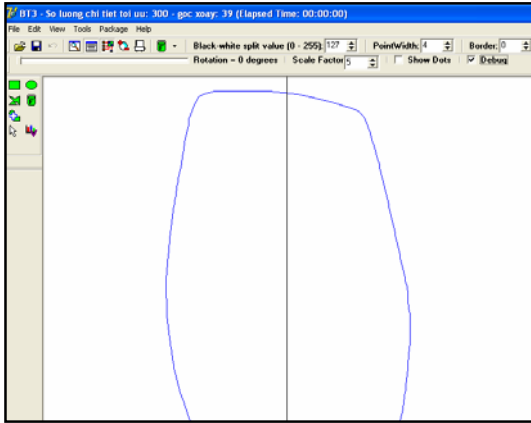 BT3 - So luong chi tiet toi uu: 300 - goc xoay: 39 (Elapsed Time: 00:00:00)
File Edit View Tools Package Help
Black-white split value (0 - 255): 127 PointWidth: 4 Border: 0
Rotation = 0 degrees Scale Factor 5 Show Dots Debug